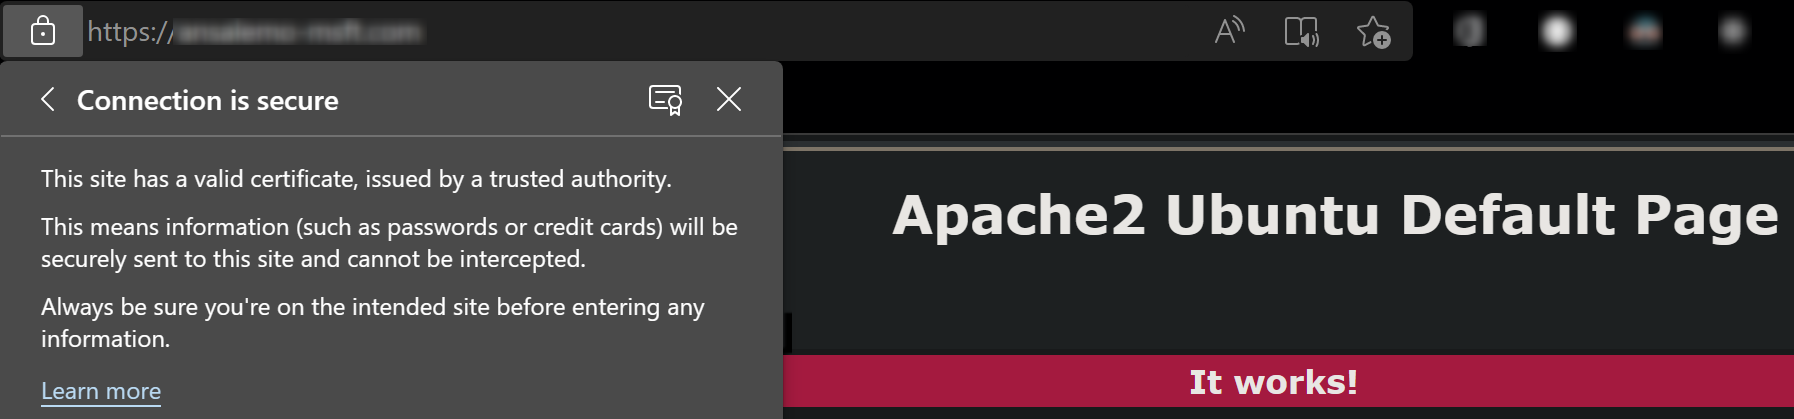 https://
Connection is secure
This site has a valid certificate, issued by a trusted authority.
This means information (such as passwords or credit cards) will be
securely sent to this site and cannot be intercepted.
Always be sure you're on the intended site before entering any
information.
Learn more
Apache2 Ubuntu Default Page
It works!